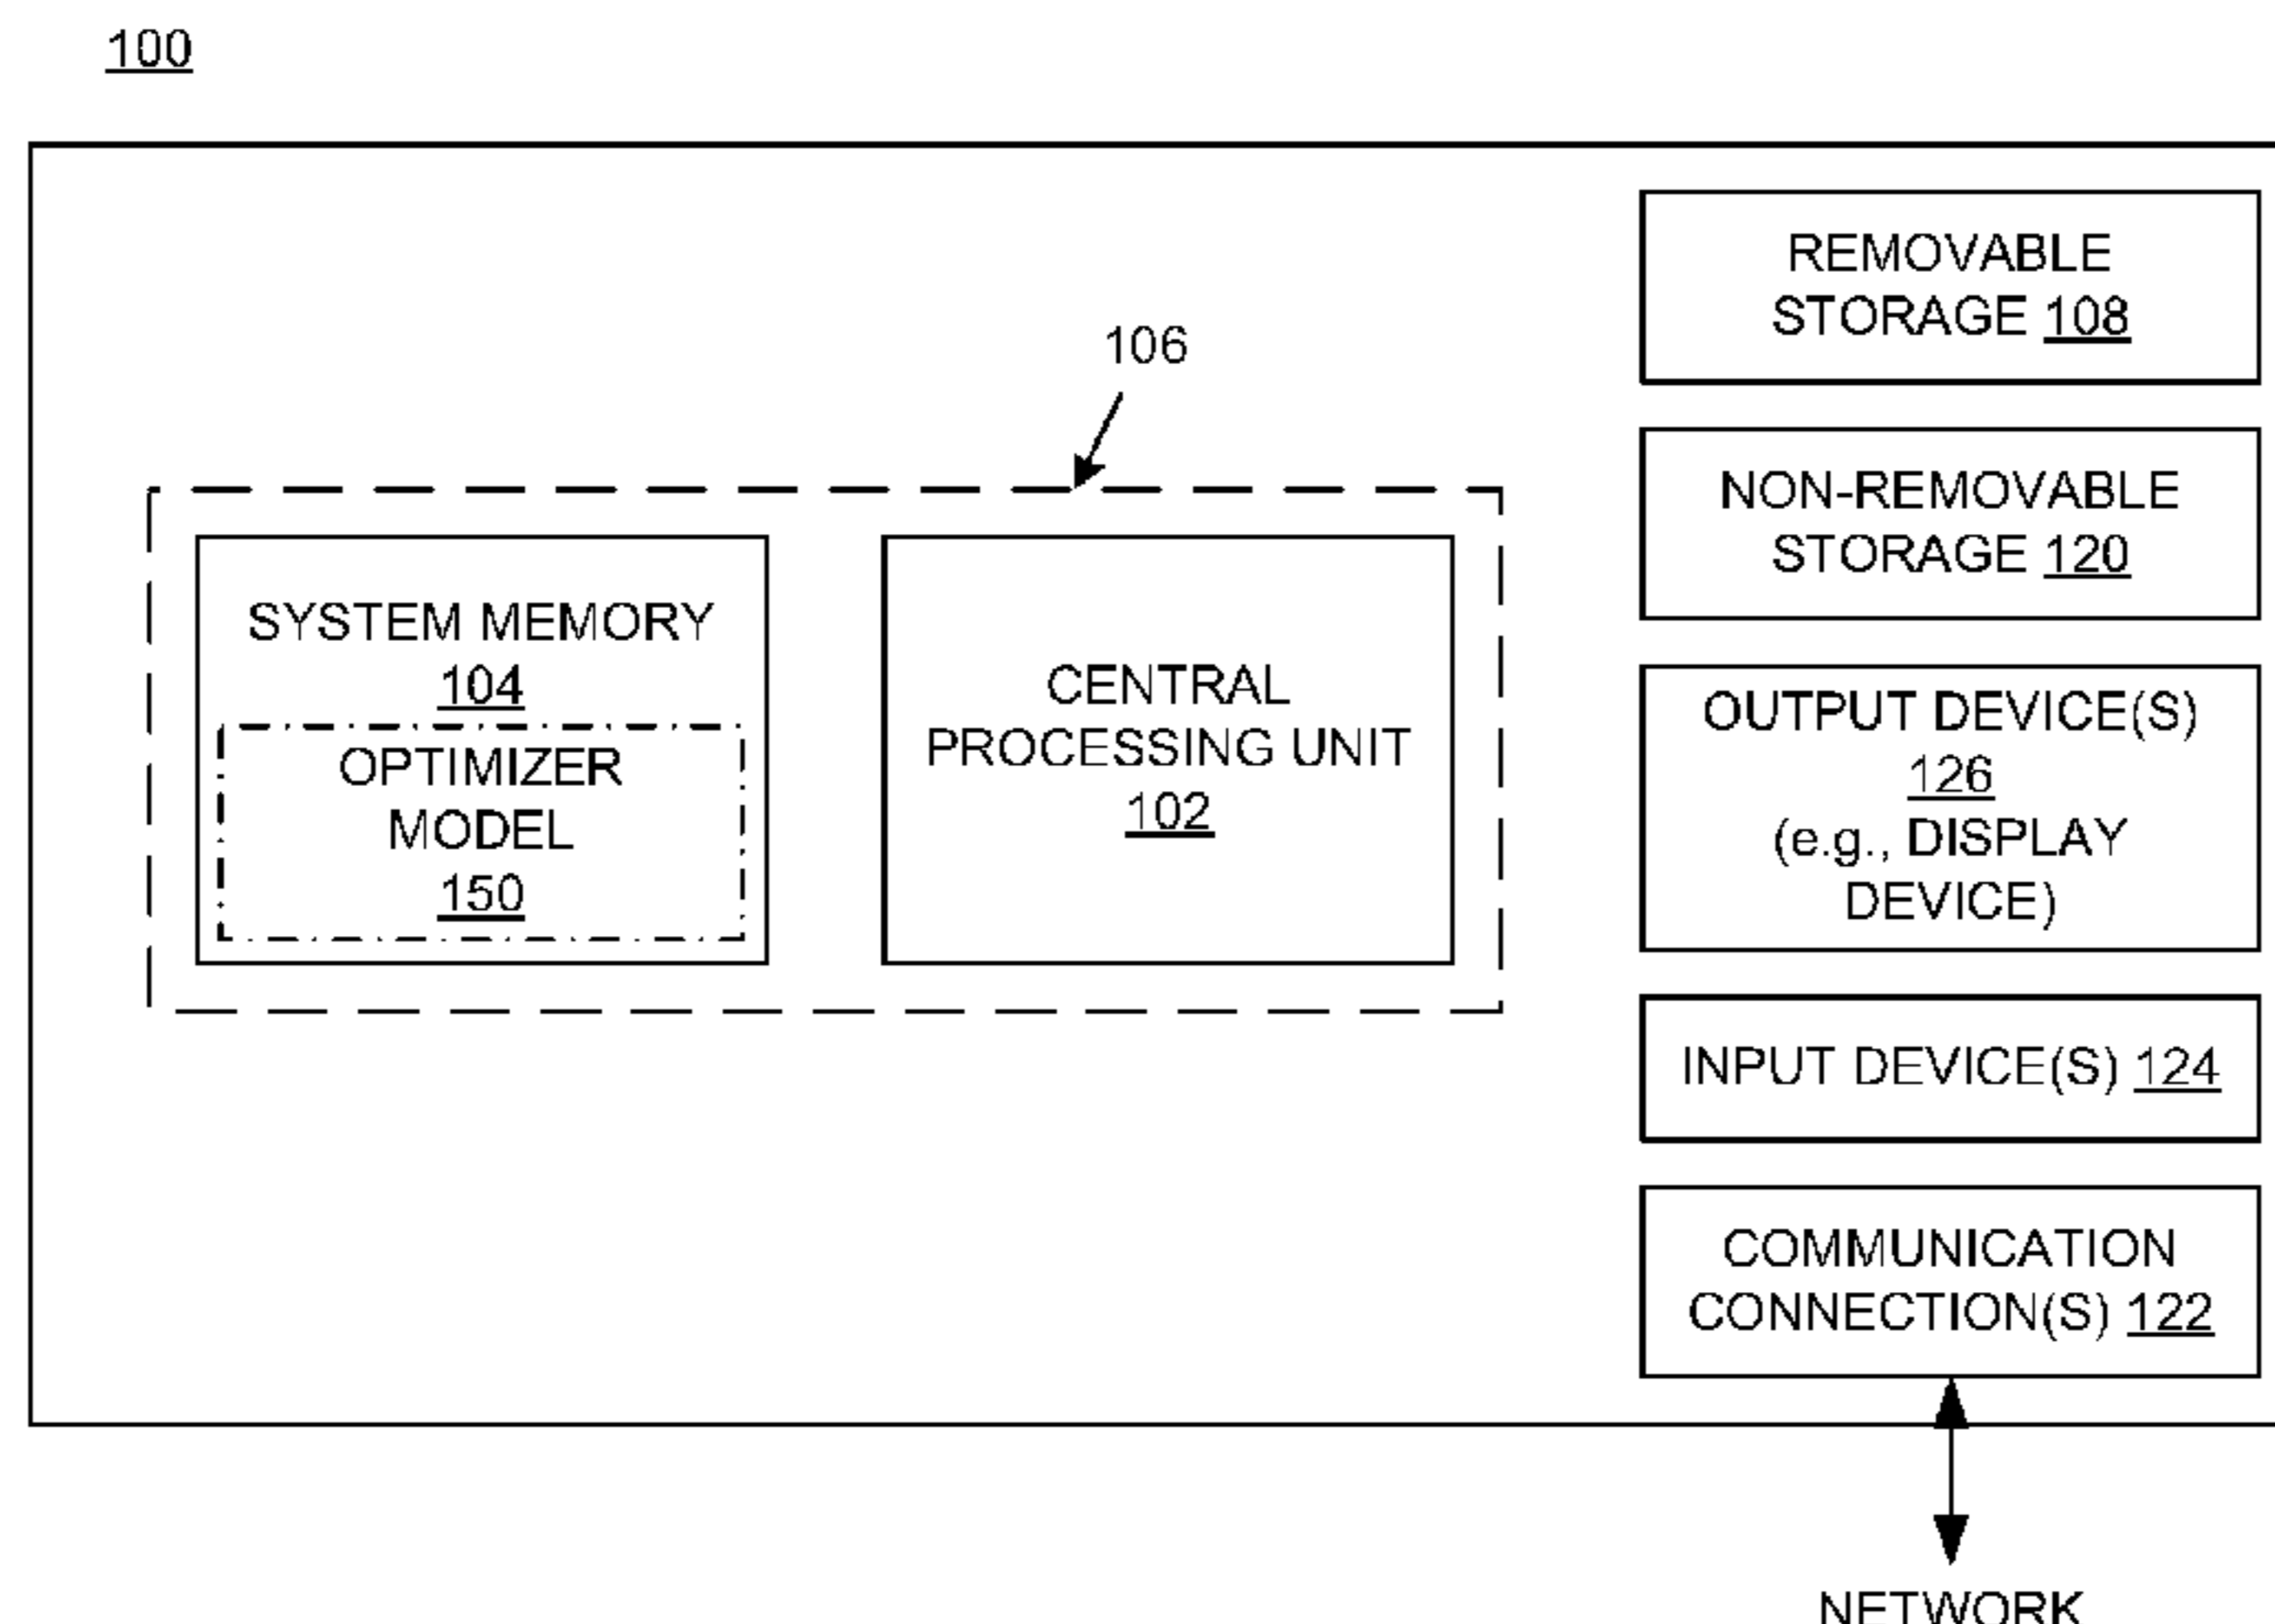 100
REMOVABLE
STORAGE 108
106
NON-REMOVABLE
STORAGE 120
SYSTEM MEMORY
104
OPTIMIZER
MODEL
150
CENTRAL
PROCESSING UNIT
102
OUTPUT DEVICE(S)
126
(e.g., DISPLAY
DEVICE)
INPUT DEVICE(S) 124
COMMUNICATION
CONNECTION(S) 122
NETWORK